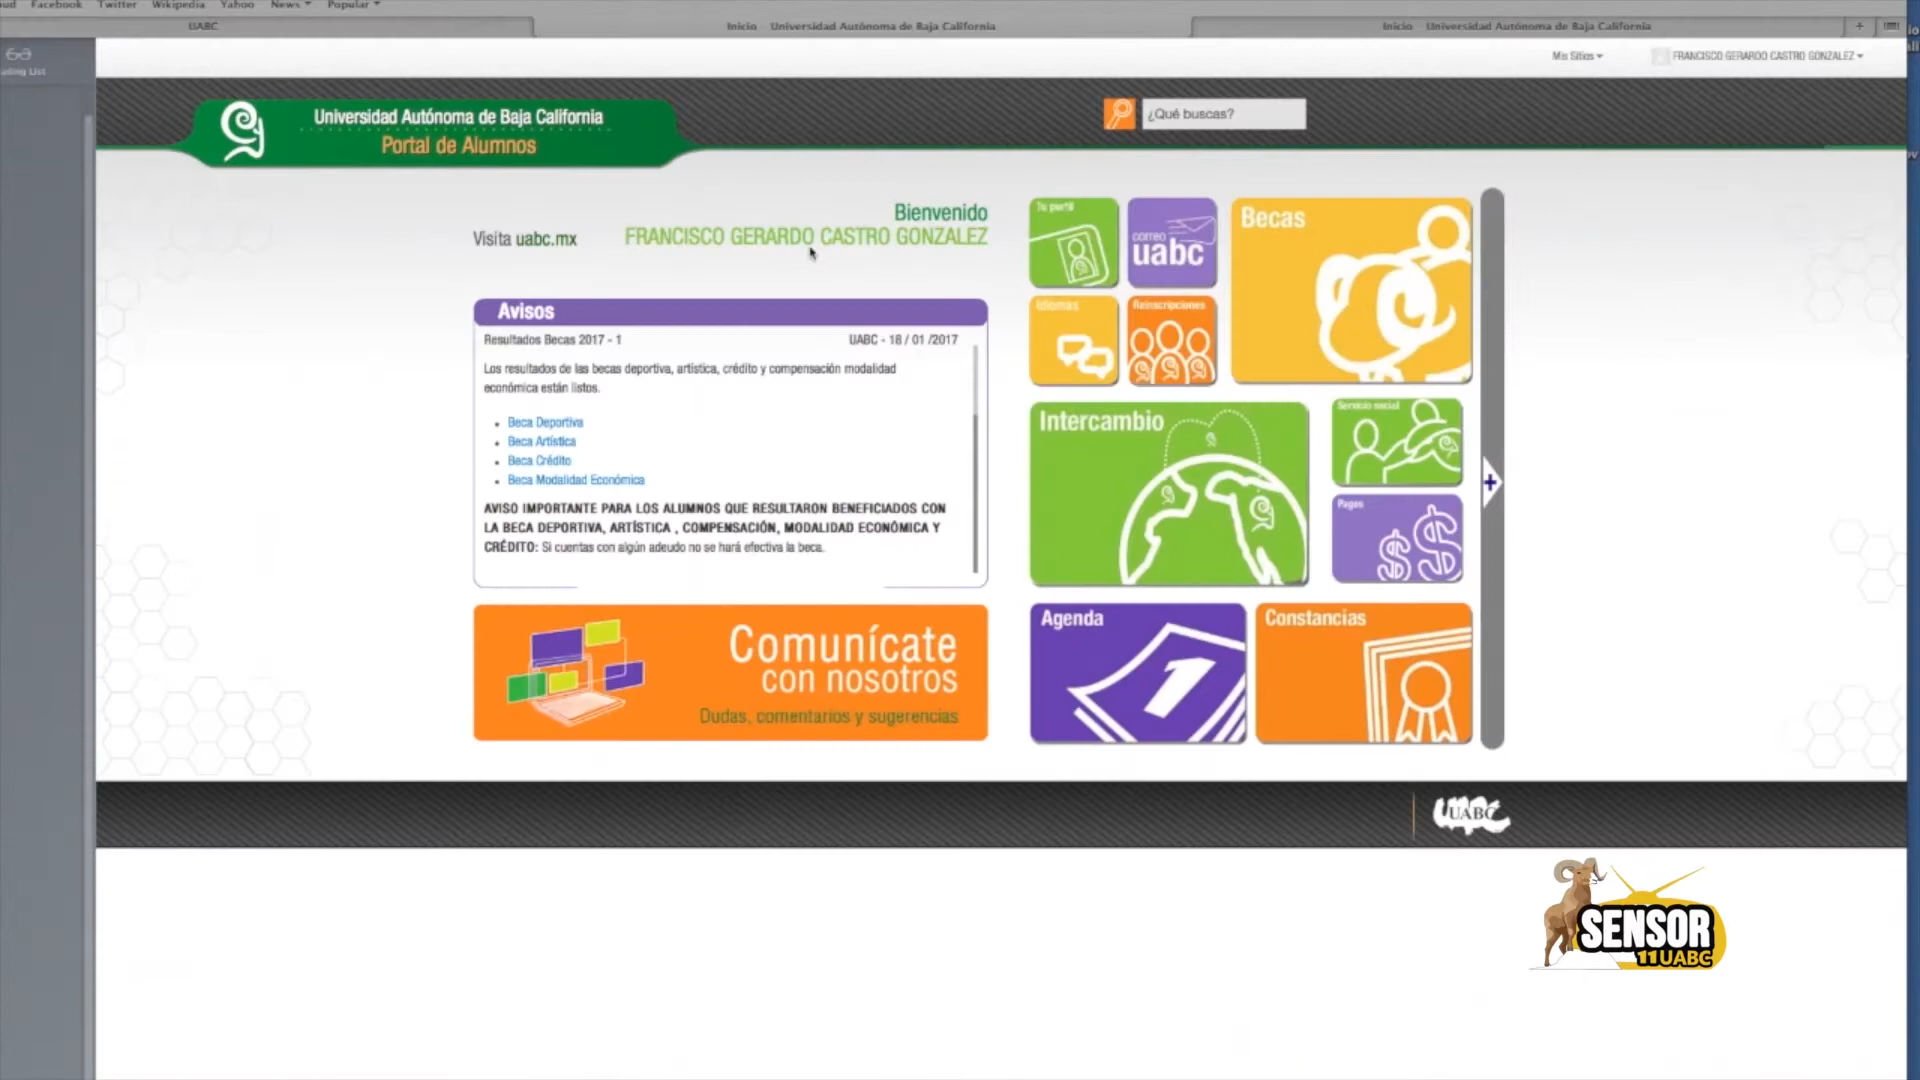 Facebook Twitter Wikipedia Yahoo News Popular
UABC
Inicio - Universidad Autónoma de Baja California
Inicio - Universidad Autónoma de Baja California
Mis Sitios
FRANCISCO GERARDO CASTRO GONZALEZ
Universidad Autónoma de Baja California
Portal de Alumnos
¿Qué buscas?
Bienvenido
Visita uabc.mx
FRANCISCO GERARDO CASTRO GONZALEZ
Avisos
Resultados Becas 2017 - 1
UABC - 18 / 01 /2017
Los resultados de las becas deportiva, artística, crédito y compensación modalidad
económica están listos.
Beca Deportiva
Beca Artística
Beca Crédito
Beca Modalidad Económica
AVISO IMPORTANTE PARA LOS ALUMNOS QUE RESULTARON BENEFICIADOS CON
LA BECA DEPORTIVA, ARTÍSTICA , COMPENSACIÓN, MODALIDAD ECONÓMICA Y
CRÉDITO: Si cuentas con algún adeudo no se hará efectiva la beca.
Comunícate
con nosotros
Dudas, comentarios y sugerencias
Tu perfil
correo
uabc
Becas
Idiomas
Reinscripciones
Intercambio
Servicio social
Pagos
Agenda
1
Constancias
UABC
SENSOR
11UABC